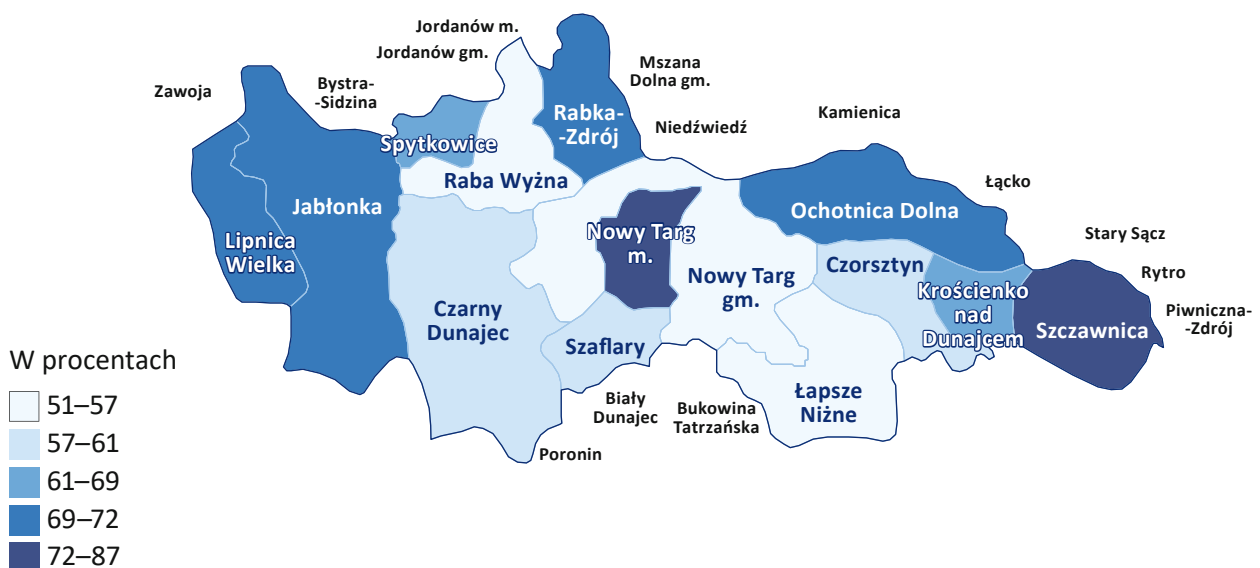 Jordanów m.
Jordanów gm.
Mszana
Dolna gm.
Zawoja
Bystra-
-Sidzina
Kamienica
Rabka-
-Zdrój
Niedźwiedź
Spytkowice
Raba Wyżna
Łącko
Jabłonka
Ochotnica Dolna
Lipnica
Wielka
Nowy Targ
m.
Stary Sącz
Czorsztyn
Rytro
Nowy Targ
gm.
Krościenko
nad
Dunajcem
Piwniczna-
-Zdrój
Czarny
Dunajec
Szczawnica
Szaflary
Łapsze
Niżne
Biały
Dunajec
Bukowina
Tatrzańska
Poronin
W procentach
51–57
57–61
61–69
69–72
72–87